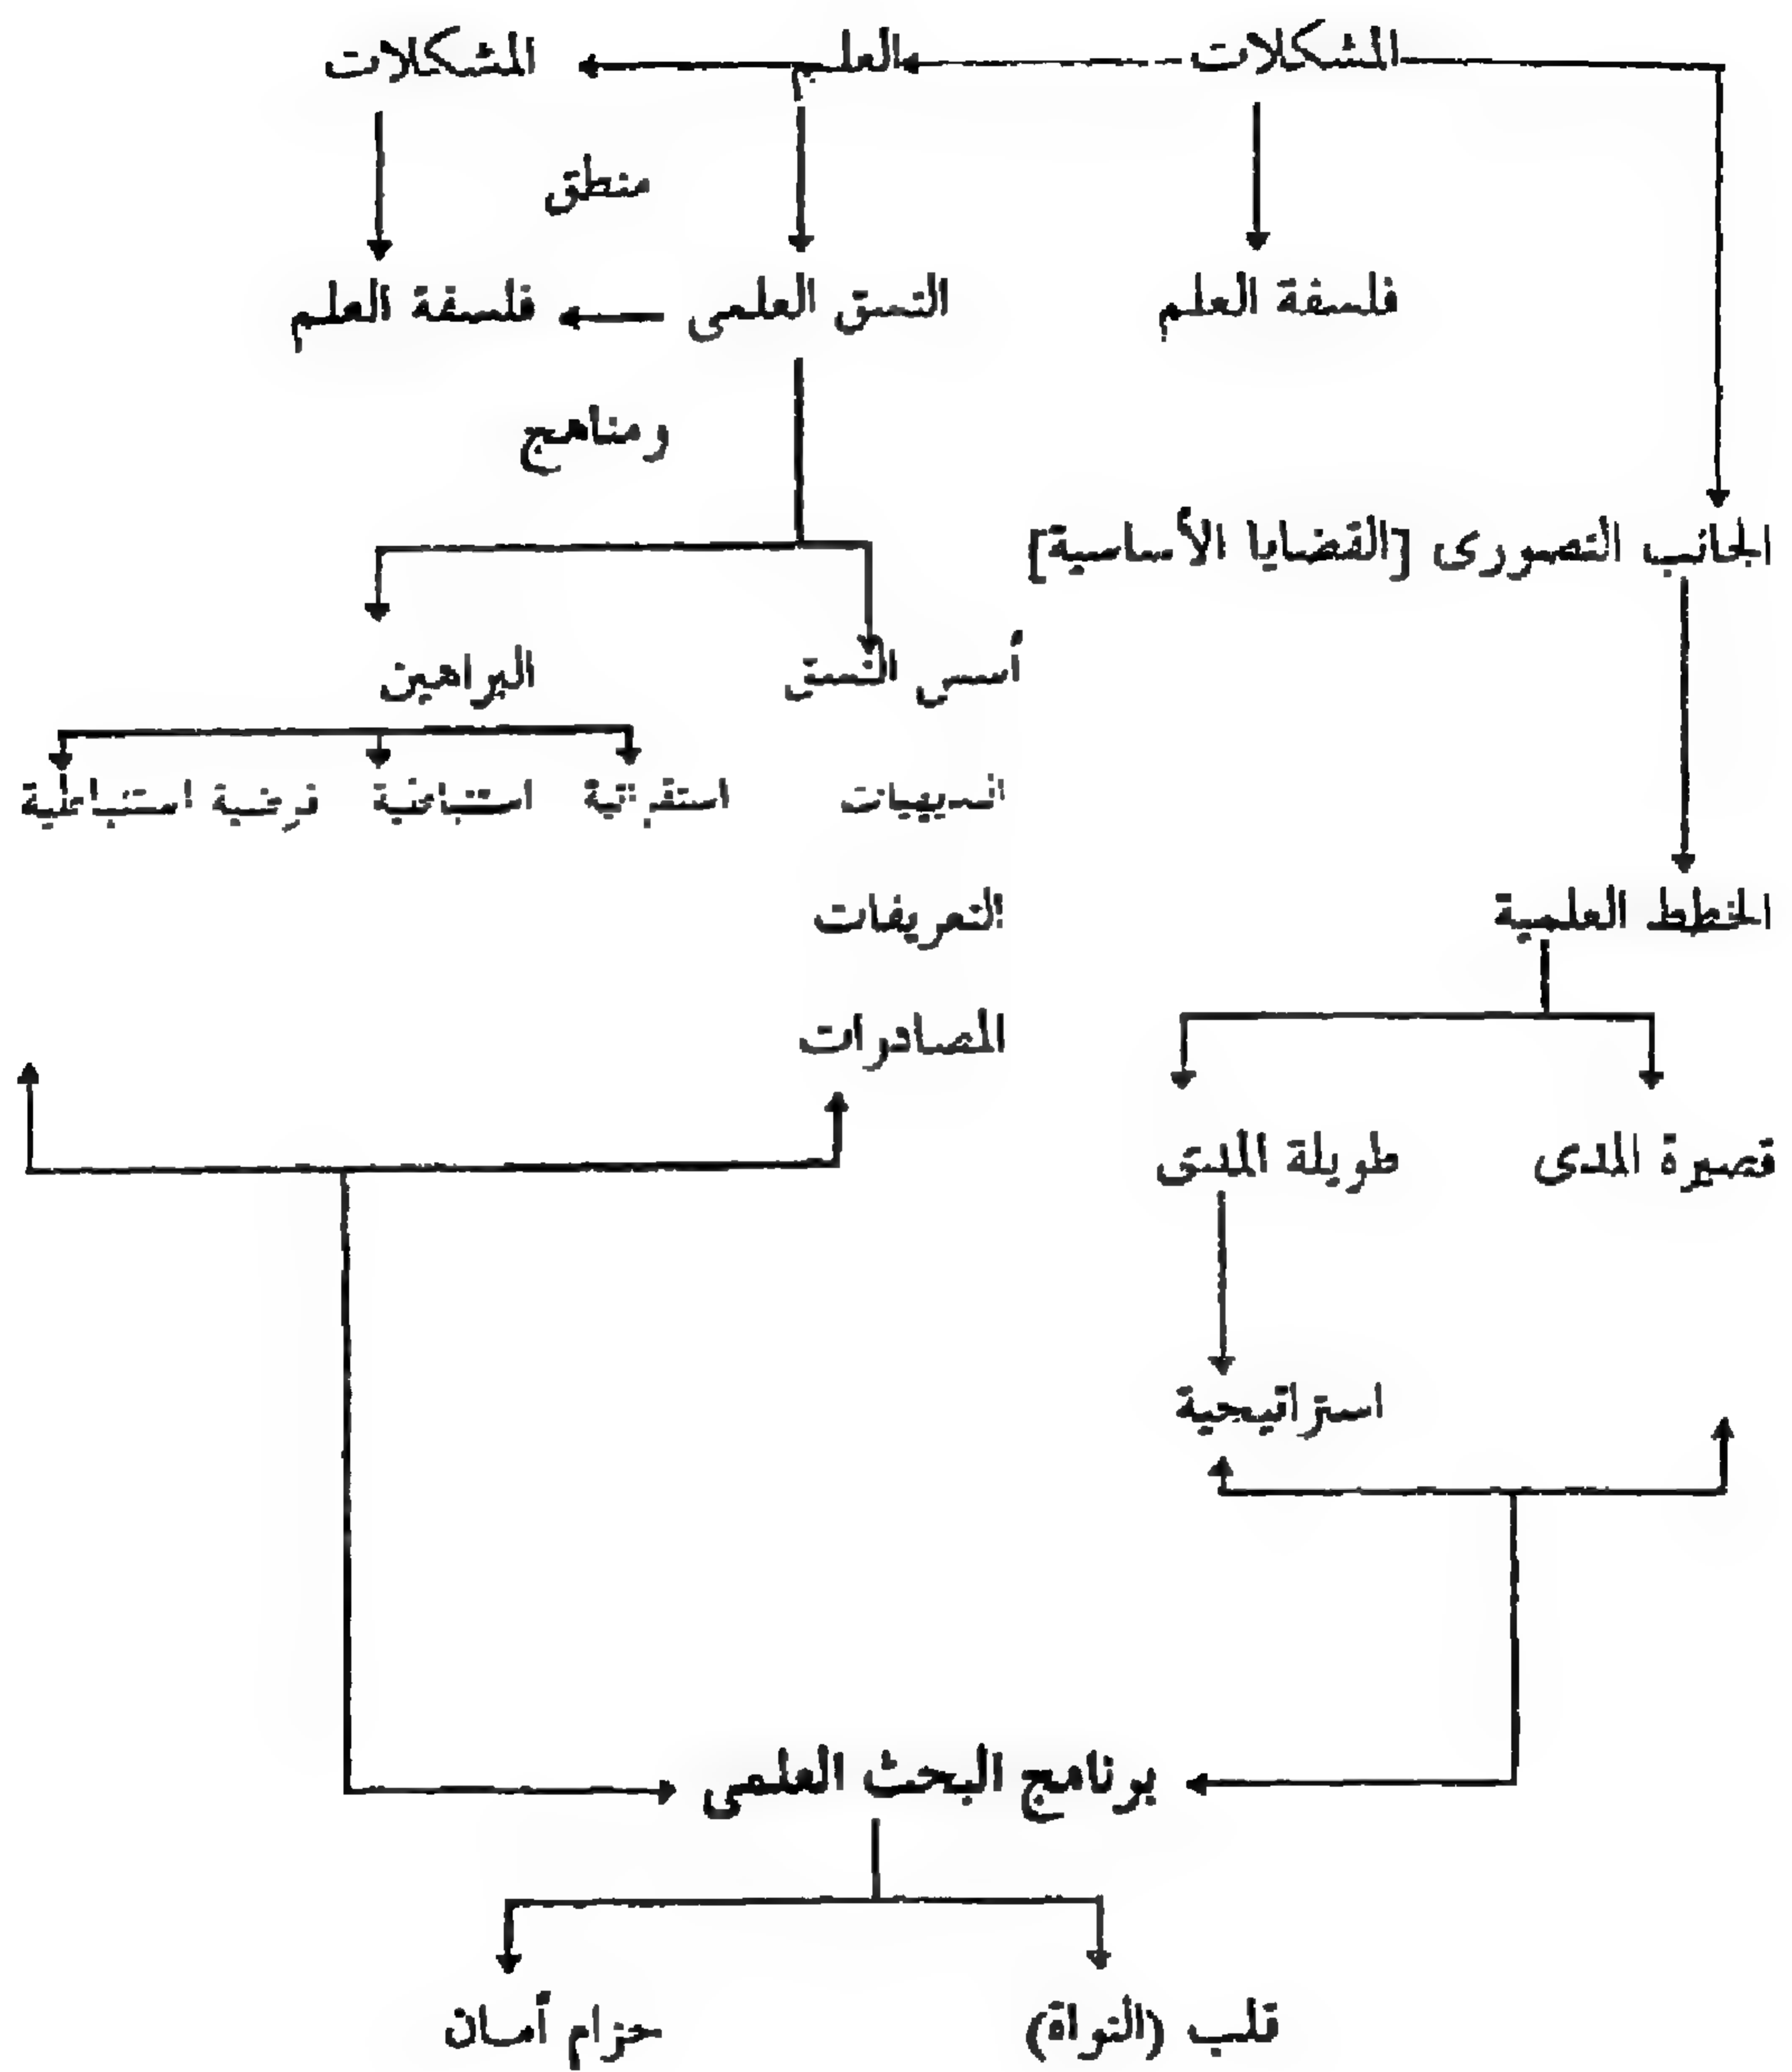 المشكلات العلم المشكلات
منطق
فلسفة العلم النسق العلمى فلسفة العلم
ومناهج
الجانب التصورى [القضايا الأساسية]
أسس النسق البراهين
البديهيات استقرائية استنباطية فرضية استنباطية
الخطط العلمية التعريفات
المصادرات
قصيرة المدى طويلة المدى
استراتيجية
برنامج البحث العلمى
قلب (النواة) حزام أمان